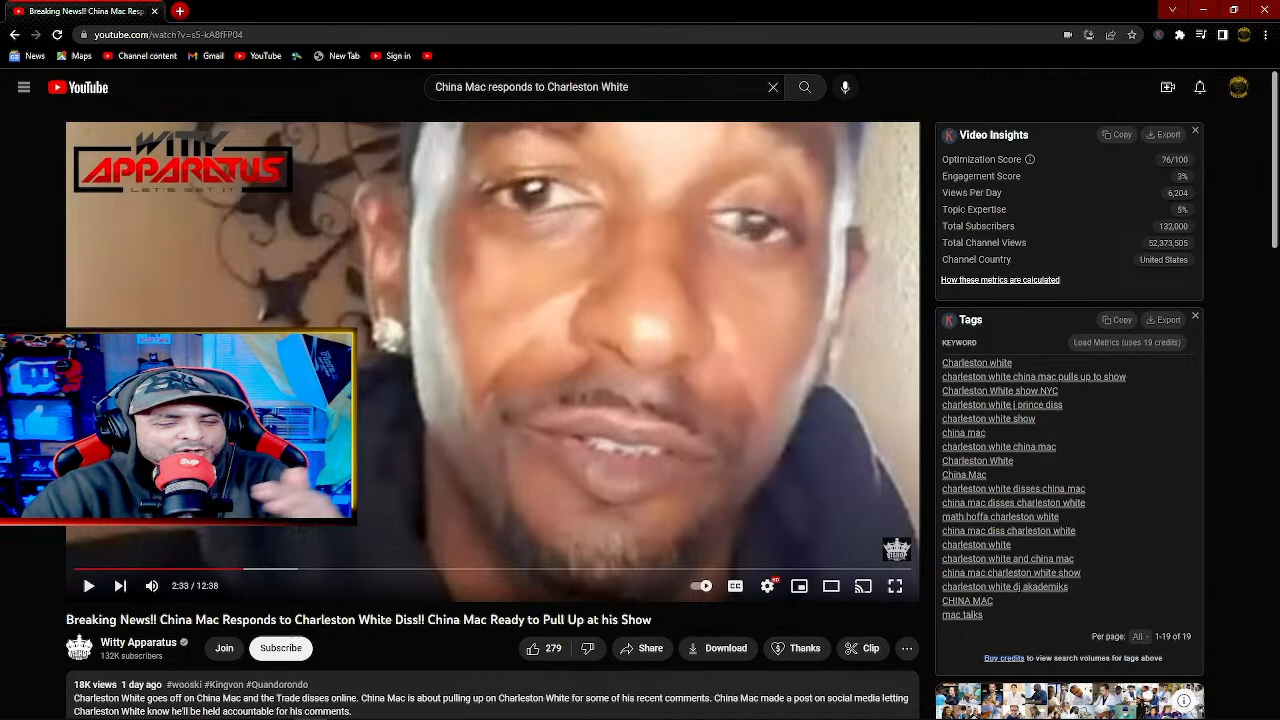 Breaking News!! China Mac Resp
youtube.com/watch?v=s5-kA8fFP04
News Maps Channel content Gmail YouTube New Tab Sign in
YouTube
China Mac responds to Charleston White
WITTY
APPARATUS
LET'S GET IT
Sup
Video Insights Copy Export
Optimization Score 76/100
Engagement Score 3%
Views Per Day 6,204
Topic Expertise 5%
Total Subscribers 132,000
Total Channel Views 52,373,505
Channel Country United States
How these metrics are calculated
Tags Copy Export
KEYWORD Load Metrics (uses 19 credits)
Charleston white
charleston white china mac pulls up to show
Charleston White show NYC
charleston white j prince diss
charleston white show
china mac
charleston white china mac
Charleston White
China Mac
charleston white disses china mac
china mac disses charleston white
math hoffa charleston white
china mac diss charleston white
charleston white
charleston white and china mac
china mac charleston white show
charleston white dj akademiks
CHINA MAC
mac talks
Per page: All 1-19 of 19
Buy credits to view search volumes for tags above
2:33 / 12:38
HD
Breaking News!! China Mac Responds to Charleston White Diss!! China Mac Ready to Pull Up at his Show
Witty Apparatus
132K subscribers
Join Subscribe 279 Share Download Thanks Clip
18K views 1 day ago #wooski #Kingvon #Quandorondo
Charleston White goes off on China Mac and the Trade disses online. China Mac is about pulling up on Charleston White for some of his recent comments. China Mac made a post on social media letting
Charleston White know he'll be held accountable for his comments.